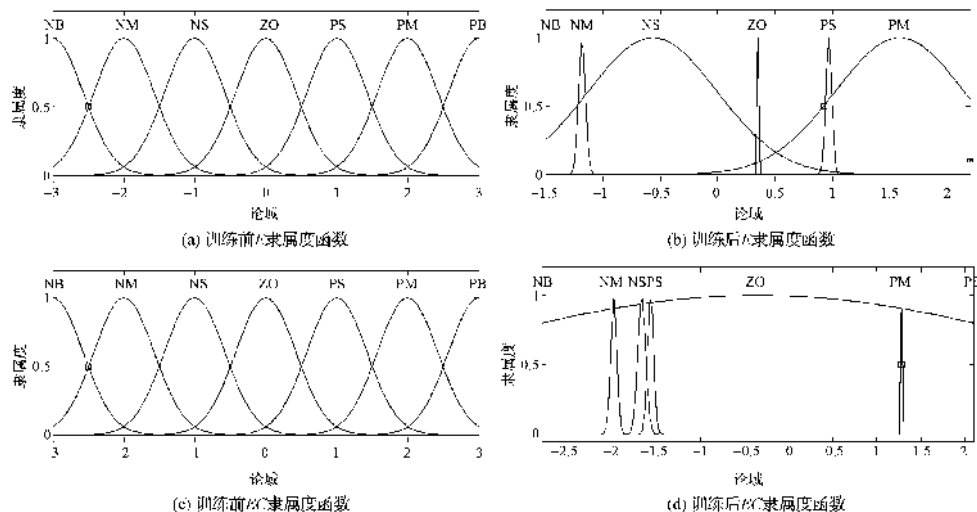 NB NM NS ZO PS PM PB
1
0.5
0
隶属度
-3 -2 -1 0 1 2 3
论域
(a) 训练前E隶属度函数
NB NM NS ZO PS PM
1
0.5
0
隶属度
-1.5 -1 -0.5 0 0.5 1 1.5 2
论域
(b) 训练后E隶属度函数
NB NM NS ZO PS PM PB
1
0.5
0
隶属度
-3 2 1 0 1 2 3
论域
(c) 训练前EC隶属度函数
NB NM NS PS ZO PM PB
1
0.5
0
隶属度
-2.5 -2 -1.5 -1 -0.5 0 0.5 1 1.5 2
论域
(d) 训练后EC隶属度函数